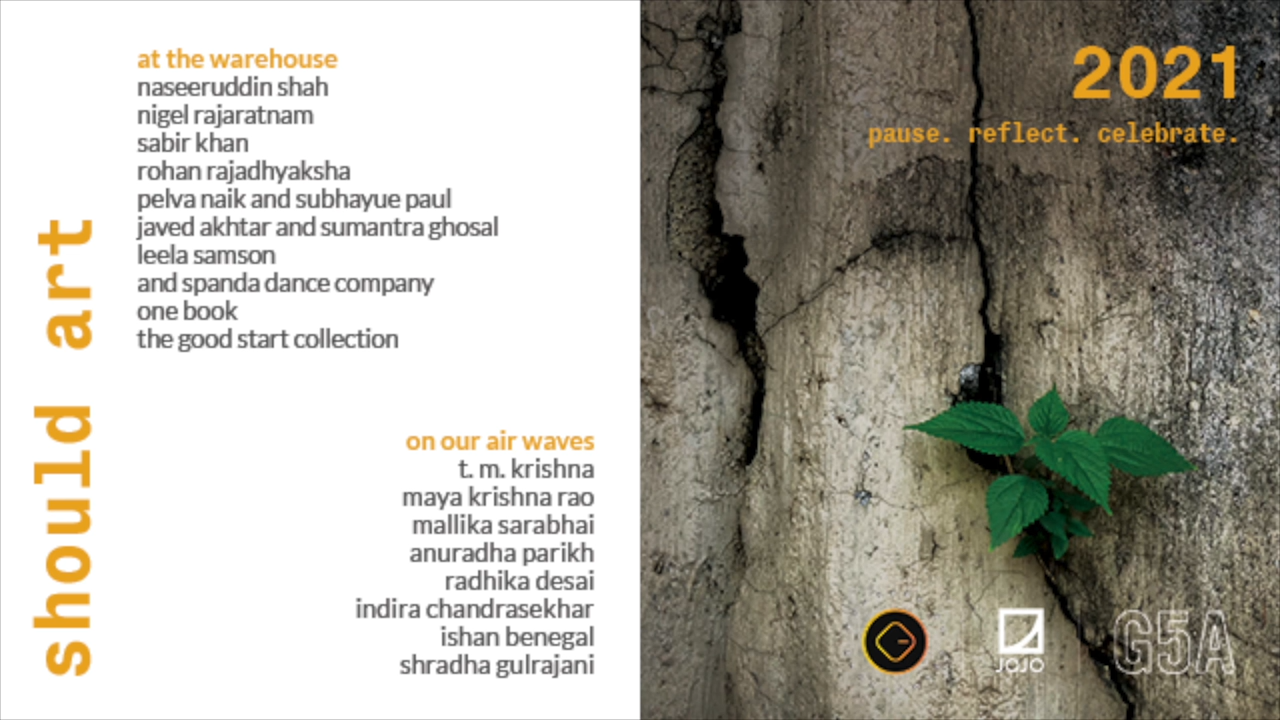 should art
at the warehouse
naseeruddin shah
nigel rajaratnam
sabir khan
rohan rajadhyaksha
pelva naik and subhayue paul
javed akhtar and sumantra ghosal
leela samson
and spanda dance company
one book
the good start collection
on our air waves
t. m. krishna
maya krishna rao
mallika sarabhai
anuradha parikh
radhika desai
indira chandrasekhar
ishan benegal
shradha gulrajani
2021
pause. reflect. celebrate.
JOJO
G5A